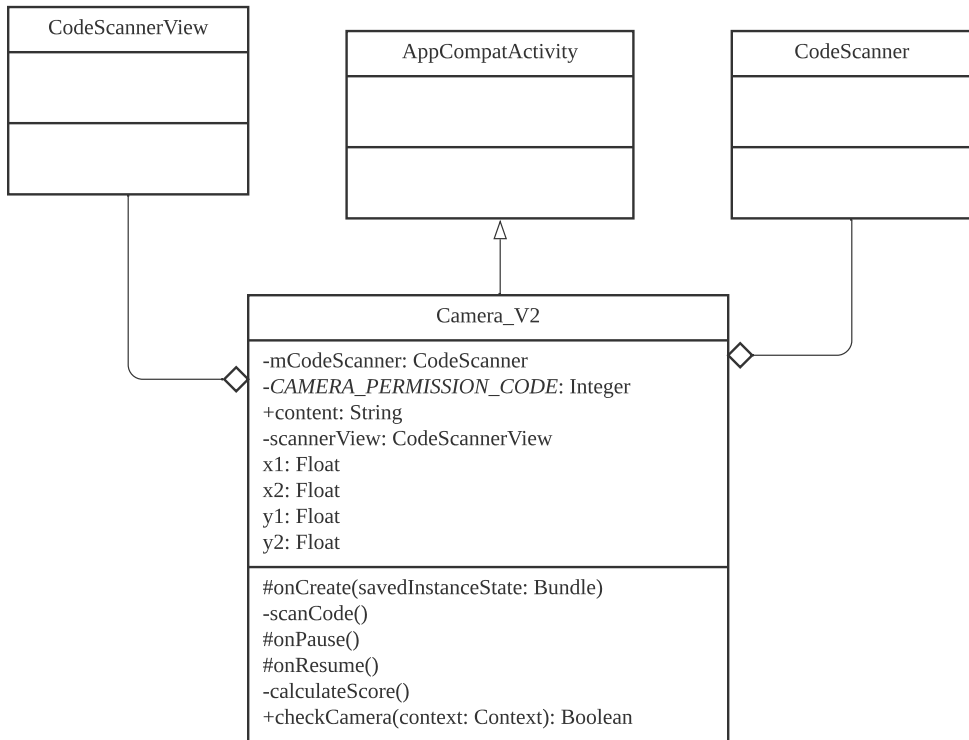 CodeScannerView
AppCompatActivity
CodeScanner
Camera_V2
-mCodeScanner: CodeScanner
-CAMERA_PERMISSION_CODE: Integer
+content: String
-scannerView: CodeScannerView
x1: Float
x2: Float
y1: Float
y2: Float
#onCreate(savedInstanceState: Bundle)
-scanCode()
#onPause()
#onResume()
-calculateScore()
+checkCamera(context: Context): Boolean